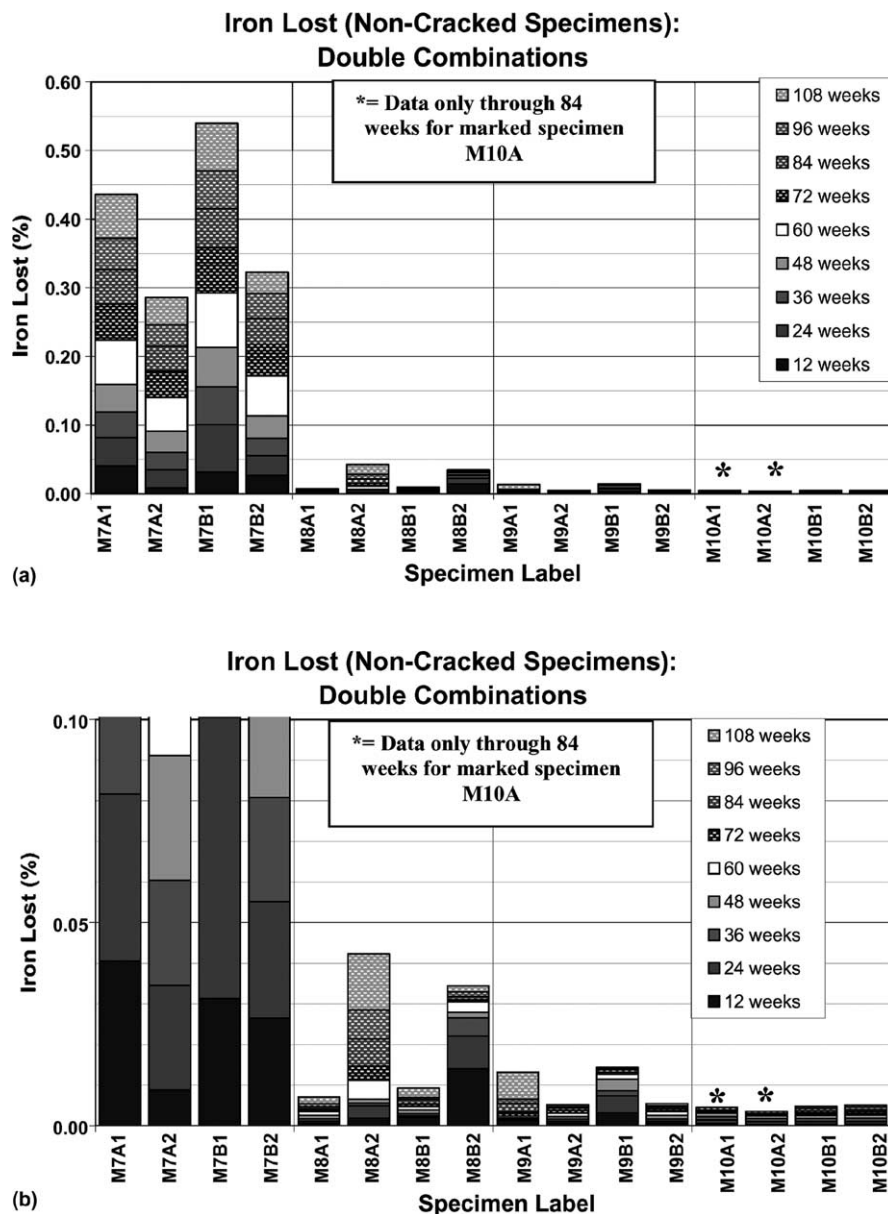 Iron Lost (Non-Cracked Specimens):
Double Combinations
0.60
0.50
0.40
0.30
0.20
0.10
0.00
Iron Lost (%)
*= Data only through 84
weeks for marked specimen
M10A
108 weeks
96 weeks
84 weeks
72 weeks
60 weeks
48 weeks
36 weeks
24 weeks
12 weeks
* *
M7A1 M7A2 M7B1 M7B2 M8A1 M8A2 M8B1 M8B2 M9A1 M9A2 M9B1 M9B2 M10A1 M10A2 M10B1 M10B2
Specimen Label
(a)
Iron Lost (Non-Cracked Specimens):
Double Combinations
0.10
0.05
0.00
Iron Lost (%)
*= Data only through 84
weeks for marked specimen
M10A
108 weeks
96 weeks
84 weeks
72 weeks
60 weeks
48 weeks
36 weeks
24 weeks
12 weeks
* *
M7A1 M7A2 M7B1 M7B2 M8A1 M8A2 M8B1 M8B2 M9A1 M9A2 M9B1 M9B2 M10A1 M10A2 M10B1 M10B2
Specimen Label
(b)